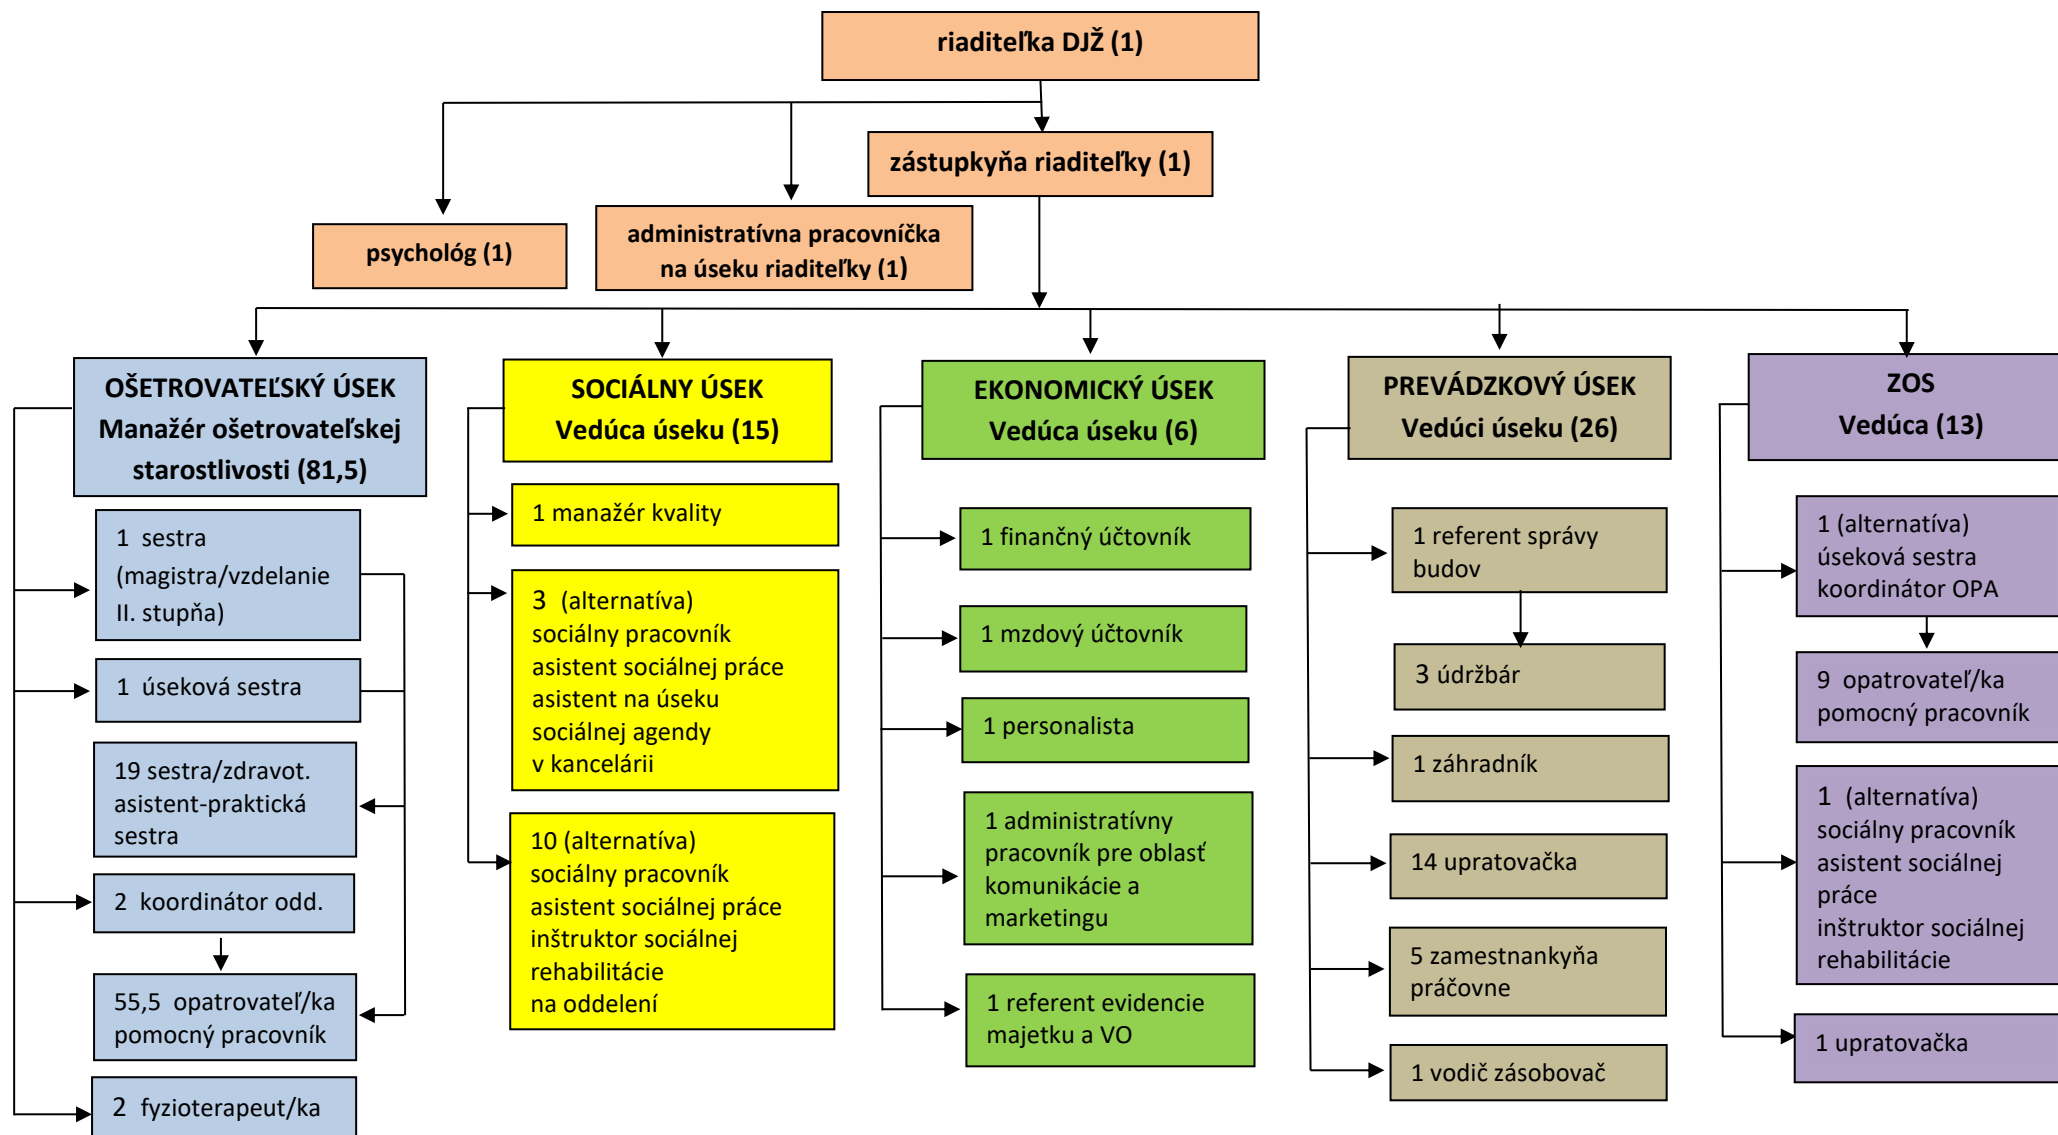 riaditeľka DJŽ (1)
zástupkyňa riaditeľky (1)
psychológ (1)
administratívna pracovníčka
na úseku riaditeľky (1)
OŠETROVATEĽSKÝ ÚSEK
Manažér ošetrovateľskej
starostlivosti (81,5)
1 sestra
(magistra/vzdelanie
II. stupňa)
1 úseková sestra
19 sestra/zdravot.
asistent-praktická
sestra
2 koordinátor odd.
55,5 opatrovateľ/ka
pomocný pracovník
2 fyzioterapeut/ka
SOCIÁLNY ÚSEK
Vedúca úseku (15)
1 manažér kvality
3 (alternatíva)
sociálny pracovník
asistent sociálnej práce
asistent na úseku
sociálnej agendy
v kancelárii
10 (alternatíva)
sociálny pracovník
asistent sociálnej práce
inštruktor sociálnej
rehabilitácie
na oddelení
EKONOMICKÝ ÚSEK
Vedúca úseku (6)
1 finančný účtovník
1 mzdový účtovník
1 personalista
1 administratívny
pracovník pre oblasť
komunikácie a
marketingu
1 referent evidencie
majetku a VO
PREVÁDZKOVÝ ÚSEK
Vedúci úseku (26)
1 referent správy
budov
3 údržbár
1 záhradník
14 upratovačka
5 zamestnankyňa
práčovne
1 vodič zásobovač
ZOS
Vedúca (13)
1 (alternatíva)
úseková sestra
koordinátor OPA
9 opatrovateľ/ka
pomocný pracovník
1 (alternatíva)
sociálny pracovník
asistent sociálnej
práce
inštruktor sociálnej
rehabilitácie
1 upratovačka